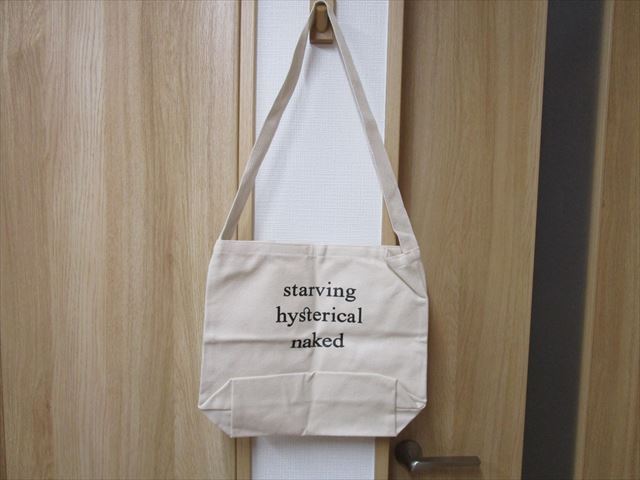 starving
hysterical
naked